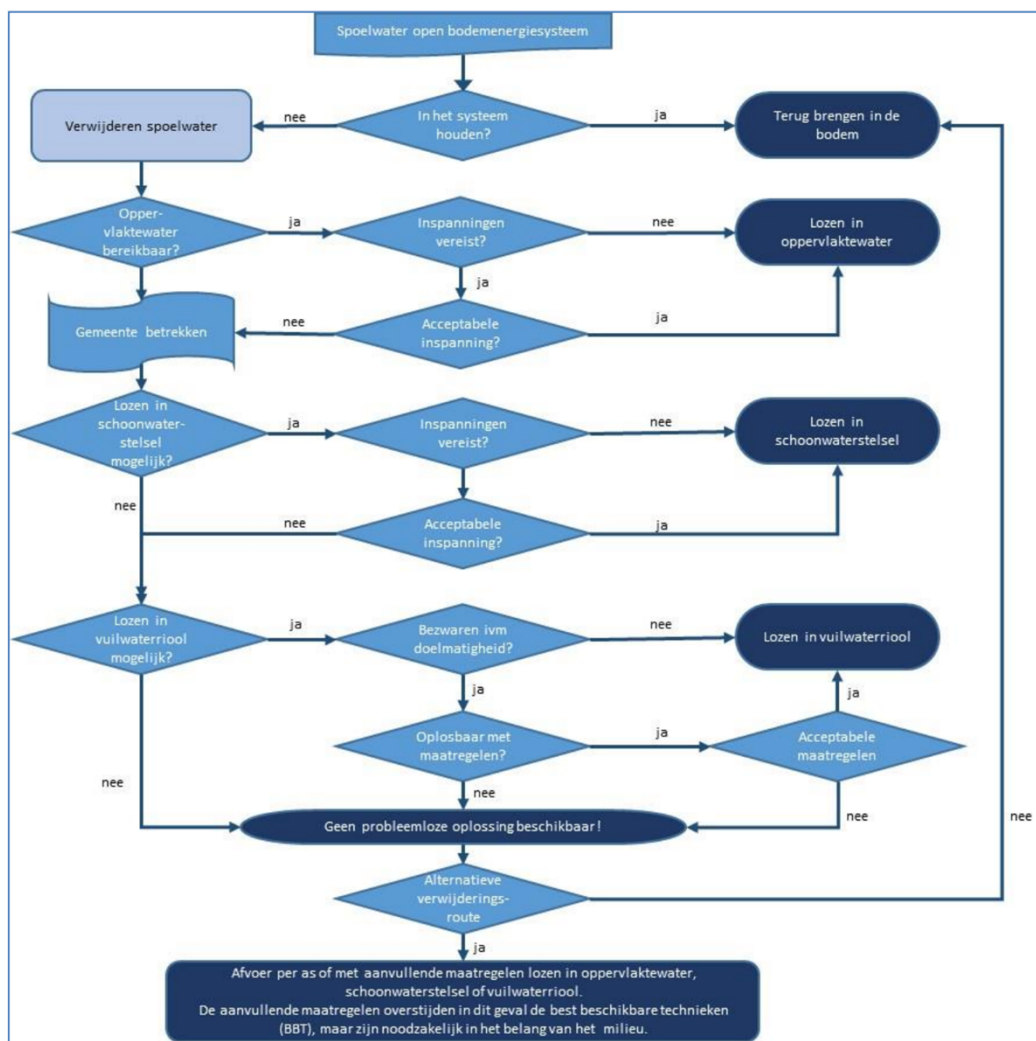 Spoelwater open bodemenergiesysteem
nee
In het systeem
houden?
ja
Verwijderen spoelwater
Terug brengen in de
bodem
Opper-
vlaktewater
bereikbaar?
ja
Inspanningen
vereist?
nee
Lozen in
oppervlaktewater
ja
Gemeente betrekken
nee
Acceptabele
inspanning?
ja
Lozen in
schoonwater-
stelsel
mogelijk?
ja
Inspanningen
vereist?
nee
Lozen in
schoonwaterstelsel
nee
nee
Acceptabele
inspanning?
ja
Lozen in
vuilwaterriool
mogelijk?
ja
Bezwaren ivm
doelmatigheid?
nee
Lozen in vuilwaterriool
ja
ja
Oplosbaar met
maatregelen?
ja
Acceptabele
maatregelen
nee
nee
nee
nee
Geen probleemloze oplossing beschikbaar!
Alternatieve
verwijderings-
route
ja
Afvoer per as of met aanvullende maatregelen lozen in oppervlaktewater,
schoonwaterstelsel of vuilwaterriool.
De aanvullende maatregelen overstijden in dit geval de best beschikbare technieken
(BBT), maar zijn noodzakelijk in het belang van het milieu.